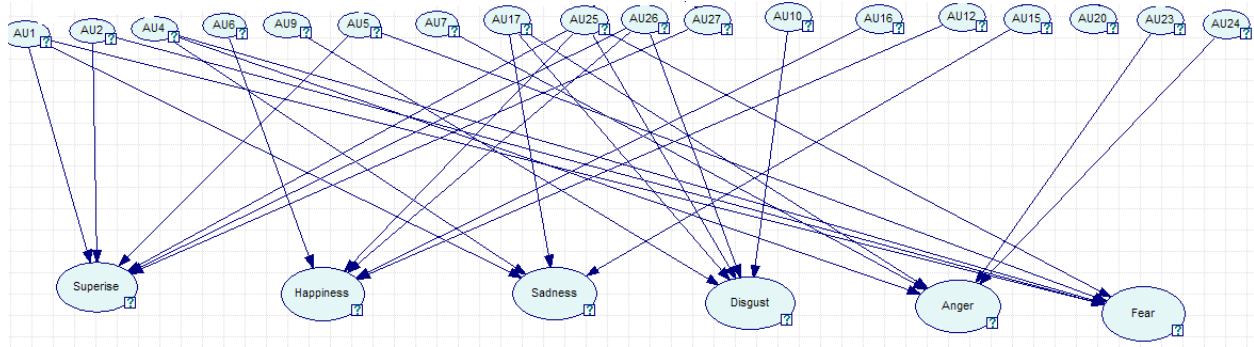 AU1
?
AU2
?
AU4
?
AU6
?
AU9
?
AU5
?
AU7
?
AU17
?
AU25
?
AU26
?
AU27
?
AU10
?
AU16
?
AU12
?
AU15
?
AU20
?
AU23
?
AU24
?
Superise
?
Happiness
?
Sadness
?
Disgust
?
Anger
?
Fear
?